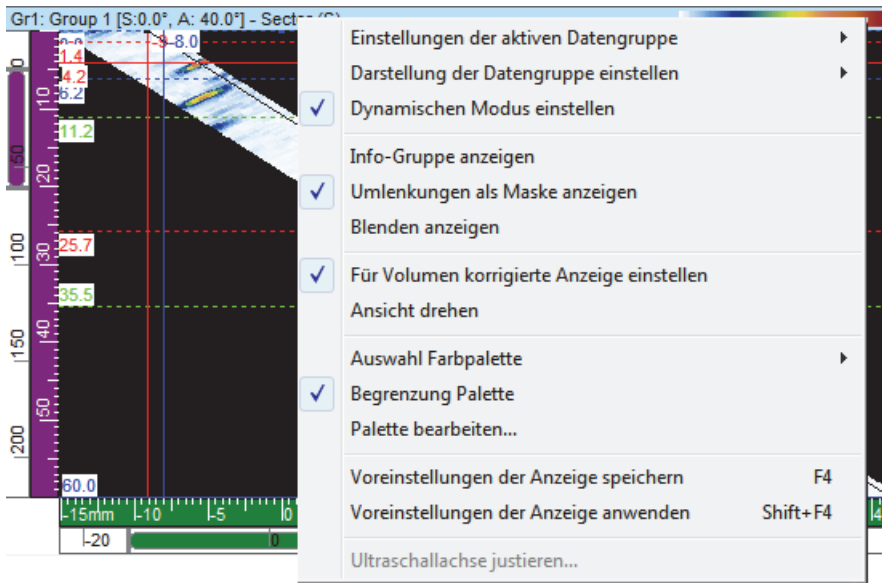 Gr1: Group 1 [S:0.0°, A: 40.0°] - Sector (S)
Einstellungen der aktiven Datengruppe
Darstellung der Datengruppe einstellen
Dynamischen Modus einstellen
Info-Gruppe anzeigen
Umlenkungen als Maske anzeigen
Blenden anzeigen
Für Volumen korrigierte Anzeige einstellen
Ansicht drehen
Auswahl Farbpalette
Begrenzung Palette
Palette bearbeiten...
Voreinstellungen der Anzeige speichern F4
Voreinstellungen der Anzeige anwenden Shift+F4
Ultraschallachse justieren...
-8.0
1.4
4.2
6.2
11.2
25.7
35.5
60.0
0
50
100
150
200
10
20
30
40
50
-15mm -10 -5 0
-20 0